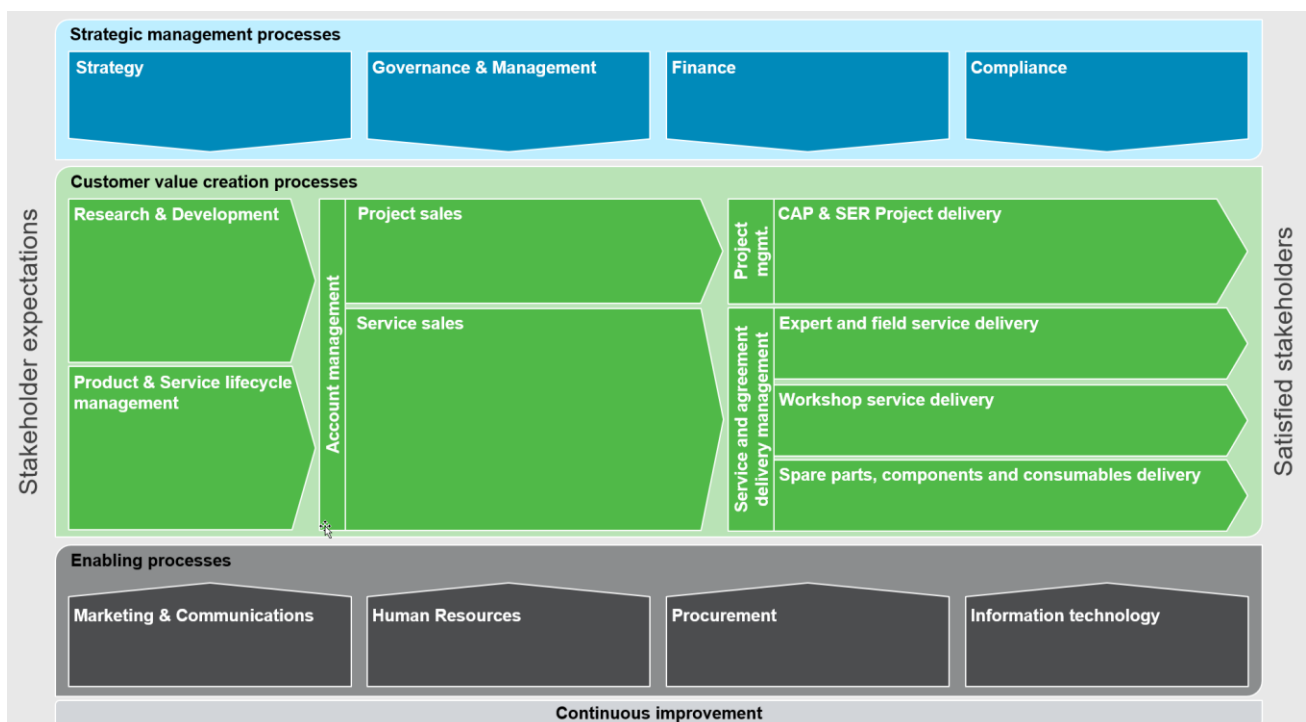 Strategic management processes
Strategy
Governance & Management
Finance
Compliance
Stakeholder expectations
Customer value creation processes
Research & Development
Product & Service lifecycle
management
Account management
Project sales
Service sales
Project
mgmt.
CAP & SER Project delivery
Service and agreement
delivery management
Expert and field service delivery
Workshop service delivery
Spare parts, components and consumables delivery
Satisfied stakeholders
Enabling processes
Marketing & Communications
Human Resources
Procurement
Information technology
Continuous improvement